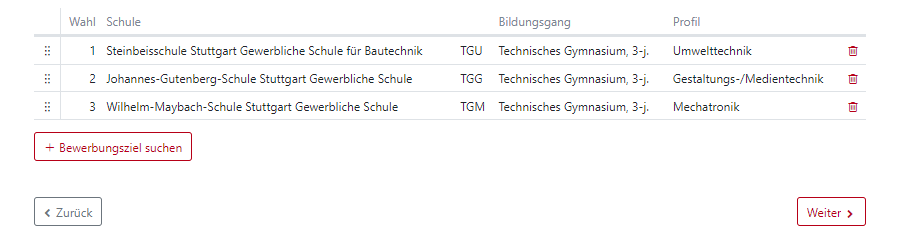 Wahl Schule Bildungsgang Profil
1 Steinbeisschule Stuttgart Gewerbliche Schule für Bautechnik TGU Technisches Gymnasium, 3-j. Umwelttechnik
2 Johannes-Gutenberg-Schule Stuttgart Gewerbliche Schule TGG Technisches Gymnasium, 3-j. Gestaltungs-/Medientechnik
3 Wilhelm-Maybach-Schule Stuttgart Gewerbliche Schule TGM Technisches Gymnasium, 3-j. Mechatronik
+ Bewerbungsziel suchen
Zurück
Weiter